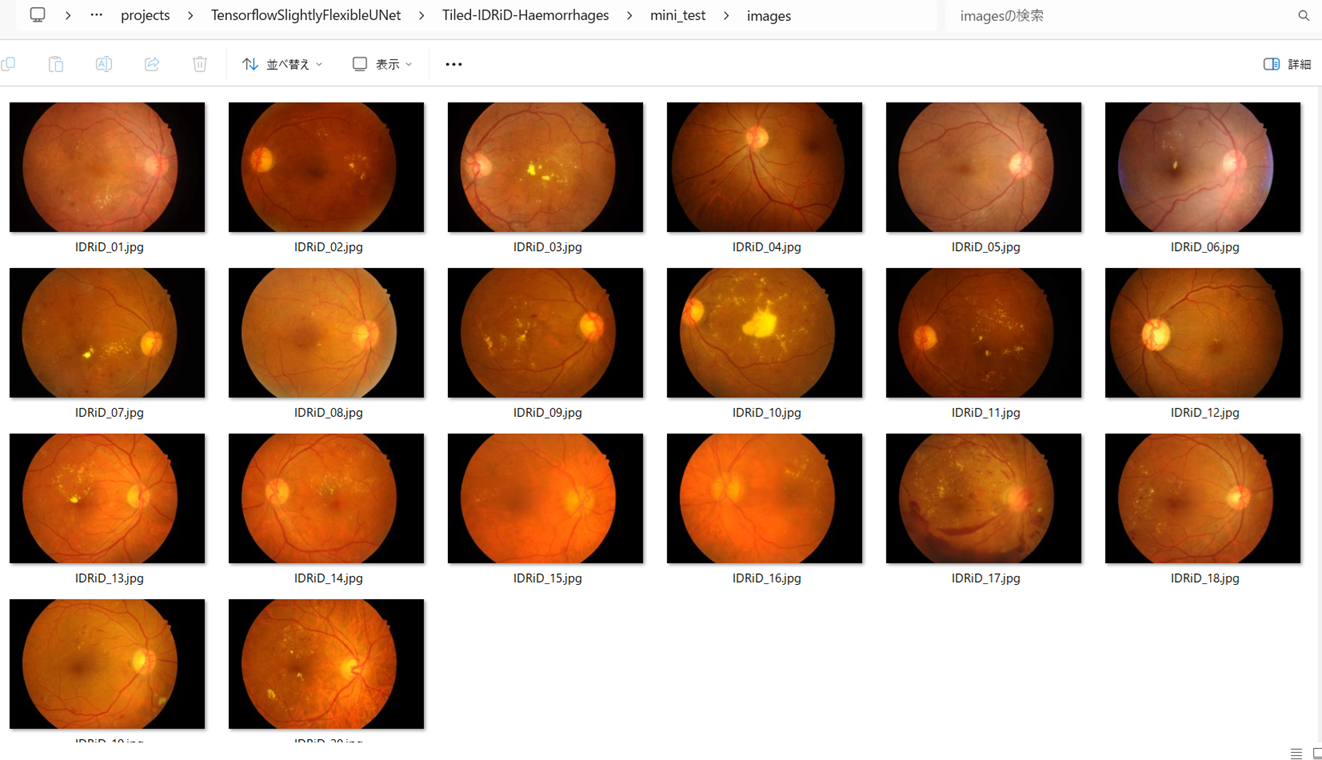 projects > TensorflowSlightlyFlexibleUNet > Tiled-IDRiD-Haemorrhages > mini_test > images
imagesの検索
並べ替え
表示
詳細
IDRiD_01.jpg
IDRiD_02.jpg
IDRiD_03.jpg
IDRiD_04.jpg
IDRiD_05.jpg
IDRiD_06.jpg
IDRiD_07.jpg
IDRiD_08.jpg
IDRiD_09.jpg
IDRiD_10.jpg
IDRiD_11.jpg
IDRiD_12.jpg
IDRiD_13.jpg
IDRiD_14.jpg
IDRiD_15.jpg
IDRiD_16.jpg
IDRiD_17.jpg
IDRiD_18.jpg